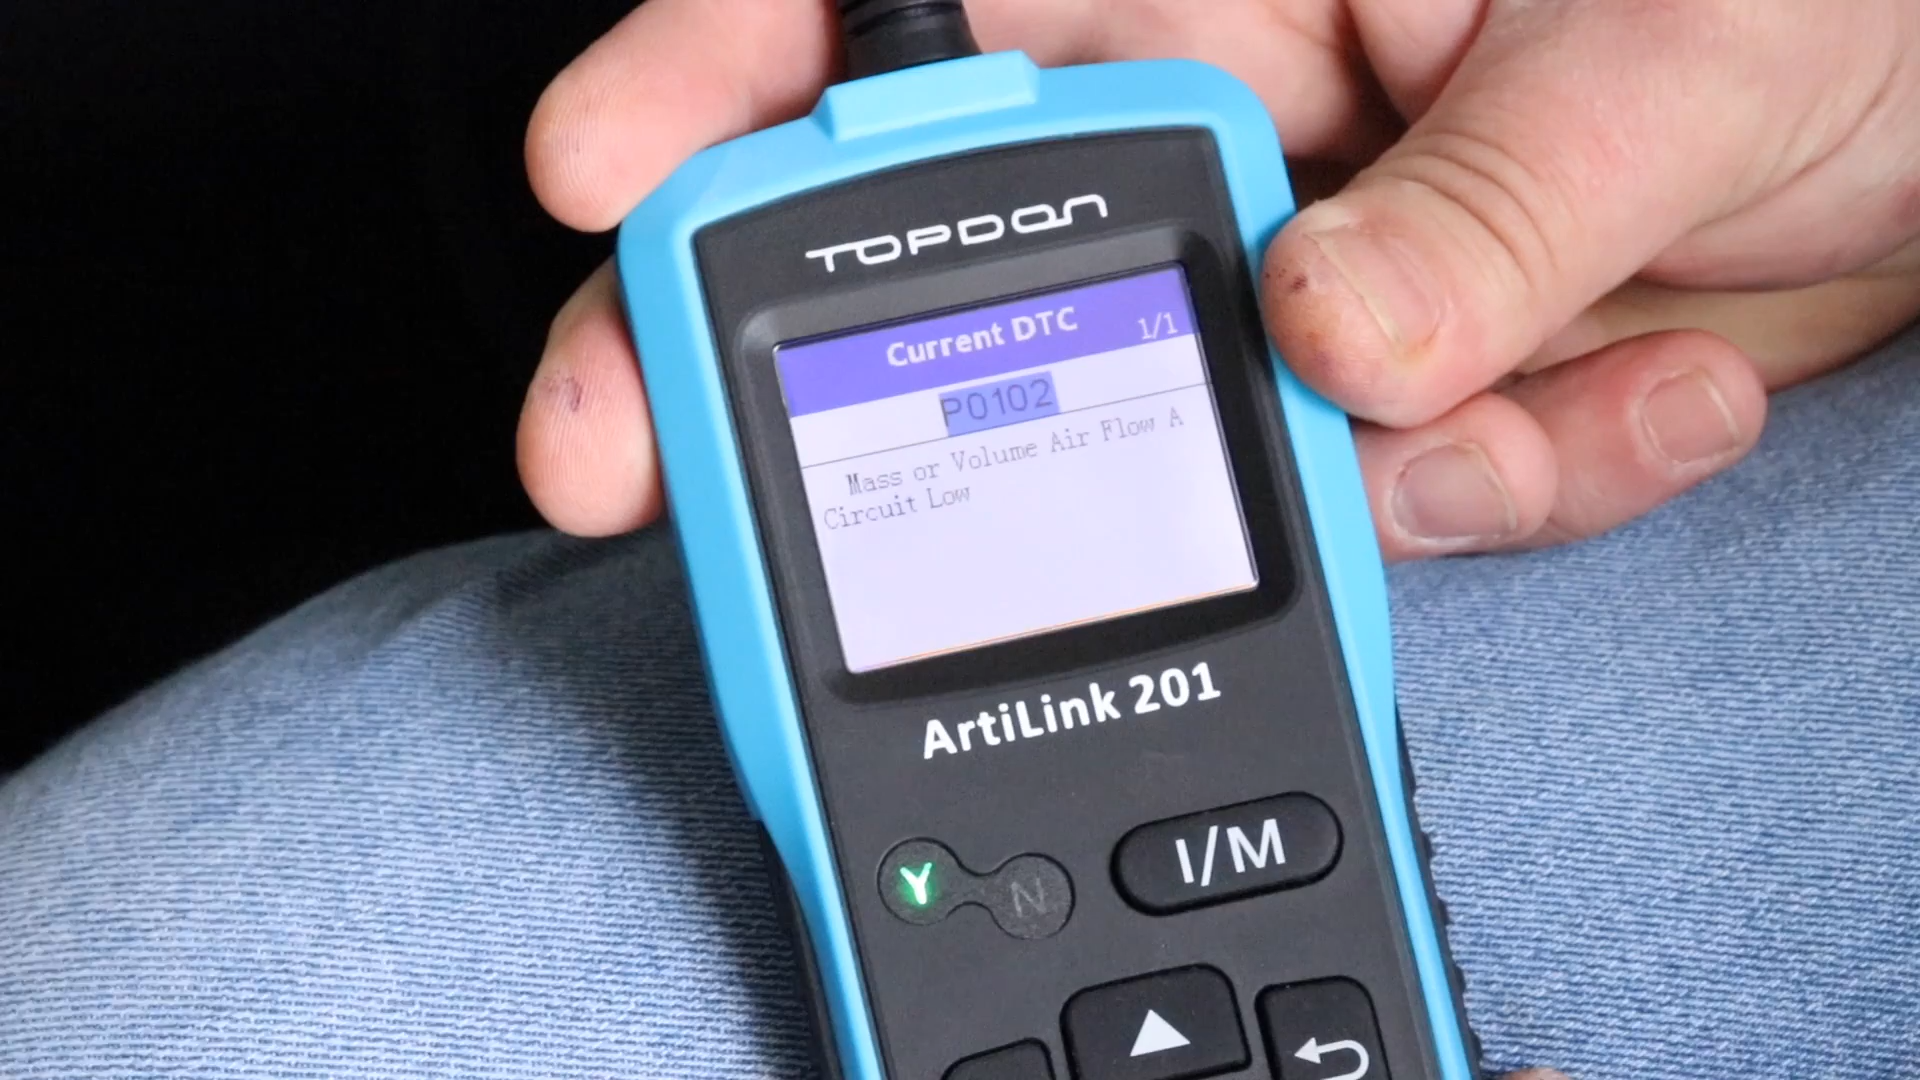 TOPDON
Current DTC 1/1
P0102
Mass or Volume Air Flow A
Circuit Low
ArtiLink 201
Y N
I/M